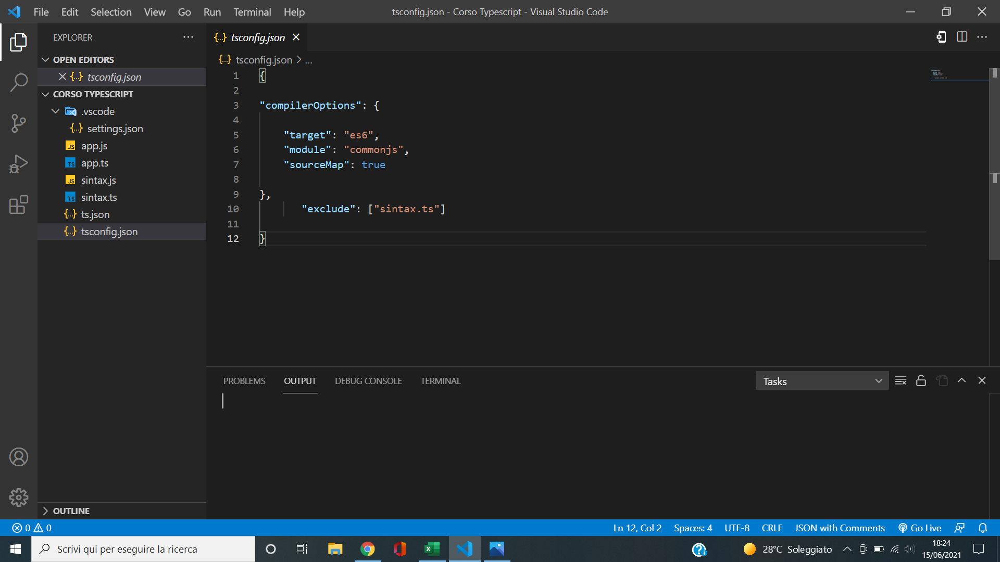 File Edit Selection View Go Run Terminal Help
tsconfig.json - Corso Typescript - Visual Studio Code
EXPLORER
OPEN EDITORS
{..} tsconfig.json
CORSO TYPESCRIPT
.vscode
{..} settings.json
JS app.js
TS app.ts
JS sintax.js
TS sintax.ts
{..} ts.json
{..} tsconfig.json
OUTLINE
{..} tsconfig.json
{..} tsconfig.json > ...
1 {
2
3 "compilerOptions": {
4
5 "target": "es6",
6 "module": "commonjs",
7 "sourceMap": true
8
9 },
10 "exclude": ["sintax.ts"]
11
12 }
PROBLEMS OUTPUT DEBUG CONSOLE TERMINAL
Tasks
0 0
Ln 12, Col 2 Spaces: 4 UTF-8 CRLF JSON with Comments Go Live
Scrivi qui per eseguire la ricerca
28°C Soleggiato
18:24
15/06/2021